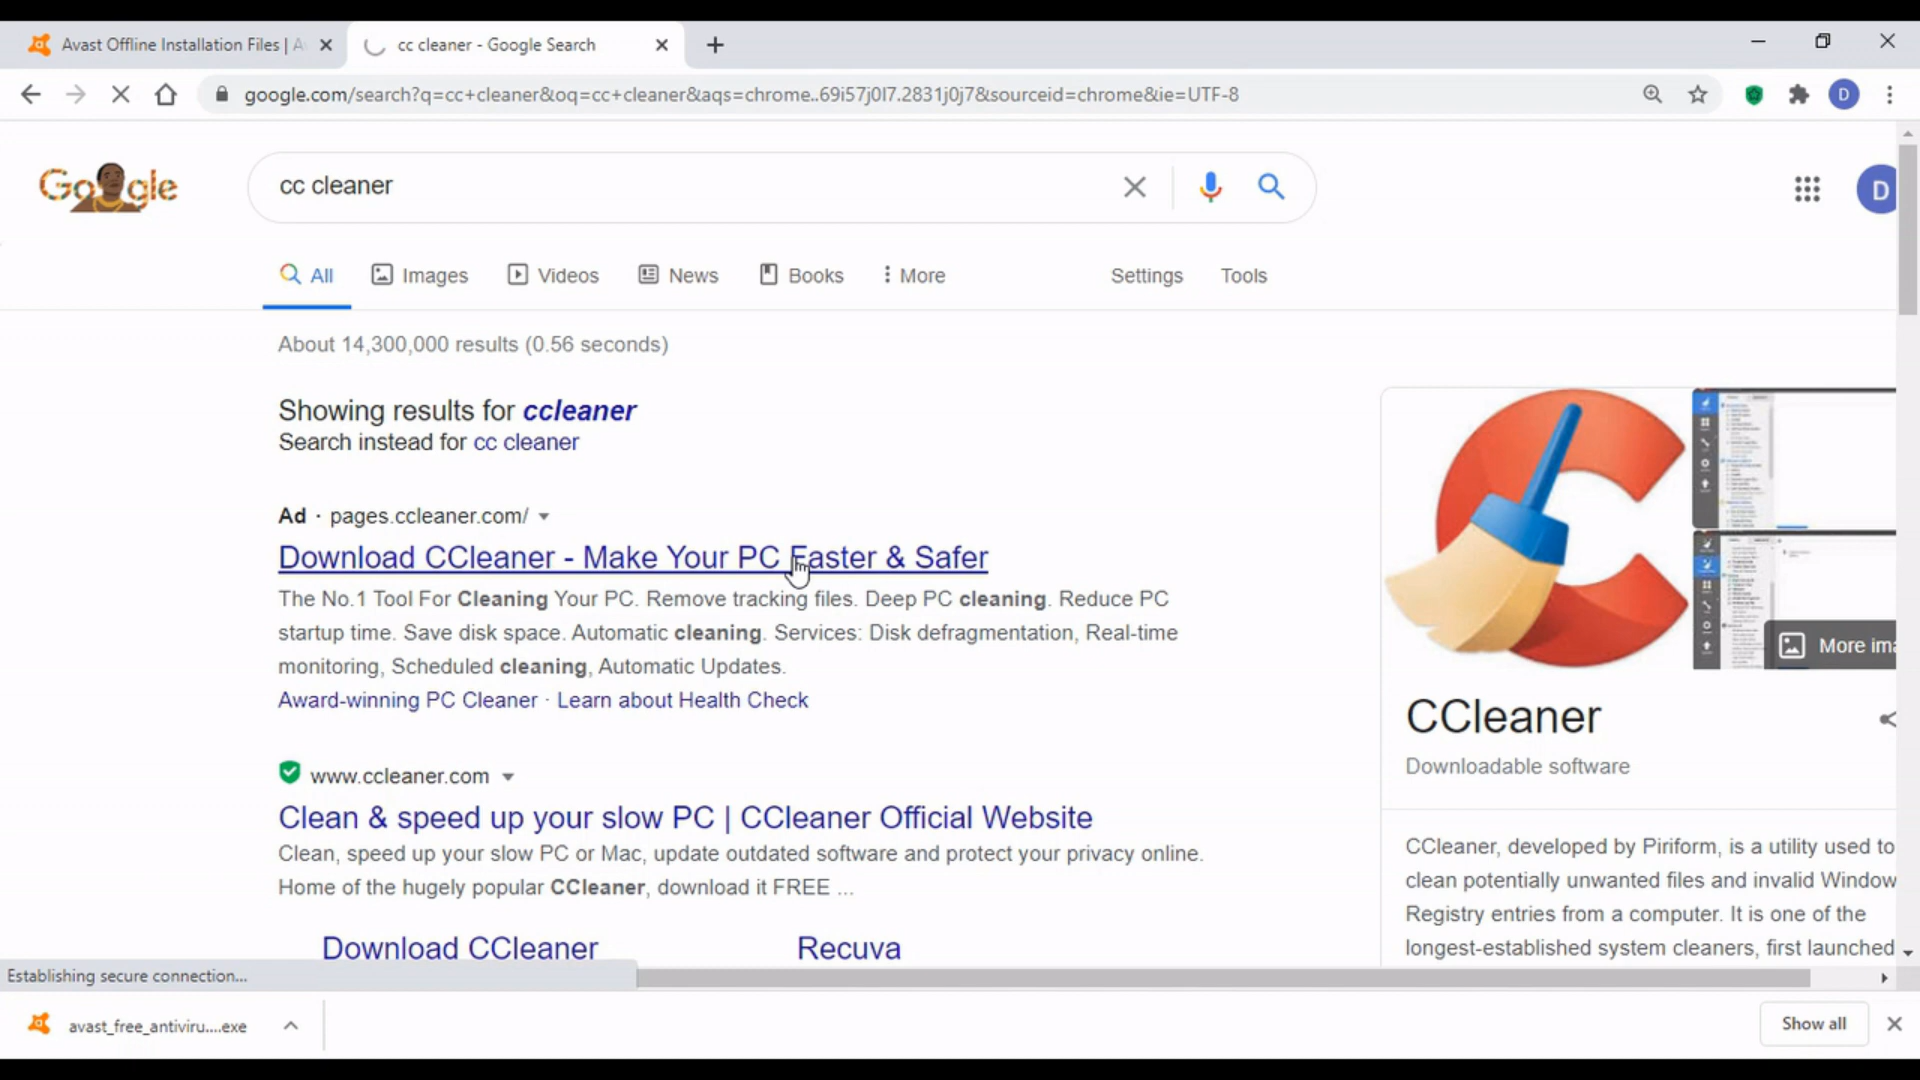 Avast Offline Installation Files | A
cc cleaner - Google Search
google.com/search?q=cc+cleaner&oq=cc+cleaner&aqs=chrome..69i57j0l7.2831j0j7&sourceid=chrome&ie=UTF-8
D
Google
cc cleaner
D
All
Images
Videos
News
Books
More
Settings
Tools
About 14,300,000 results (0.56 seconds)
Showing results for ccleaner
Search instead for cc cleaner
Ad · pages.ccleaner.com/
Download CCleaner - Make Your PC Faster & Safer
The No.1 Tool For Cleaning Your PC. Remove tracking files. Deep PC cleaning. Reduce PC
startup time. Save disk space. Automatic cleaning. Services: Disk defragmentation, Real-time
monitoring, Scheduled cleaning, Automatic Updates.
Award-winning PC Cleaner · Learn about Health Check
www.ccleaner.com
Clean & speed up your slow PC | CCleaner Official Website
Clean, speed up your slow PC or Mac, update outdated software and protect your privacy online.
Home of the hugely popular CCleaner, download it FREE ...
Download CCleaner
Recuva
More ima
CCleaner
Downloadable software
CCleaner, developed by Piriform, is a utility used to
clean potentially unwanted files and invalid Window
Registry entries from a computer. It is one of the
longest-established system cleaners, first launched
Establishing secure connection...
avast_free_antiviru....exe
Show all